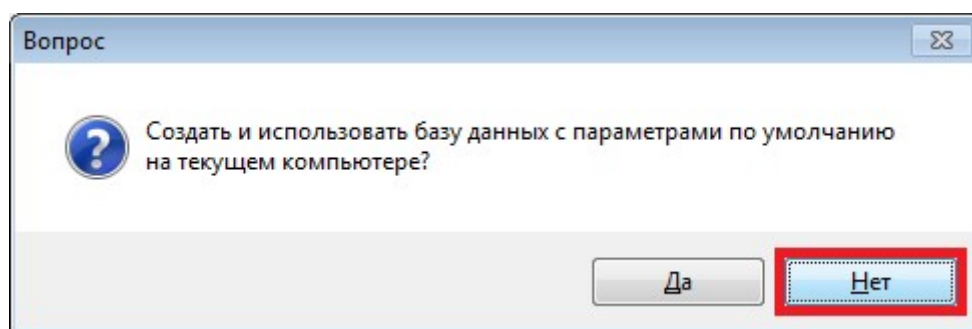 Вопрос
Создать и использовать базу данных с параметрами по умолчанию
на текущем компьютере?
Да
Нет